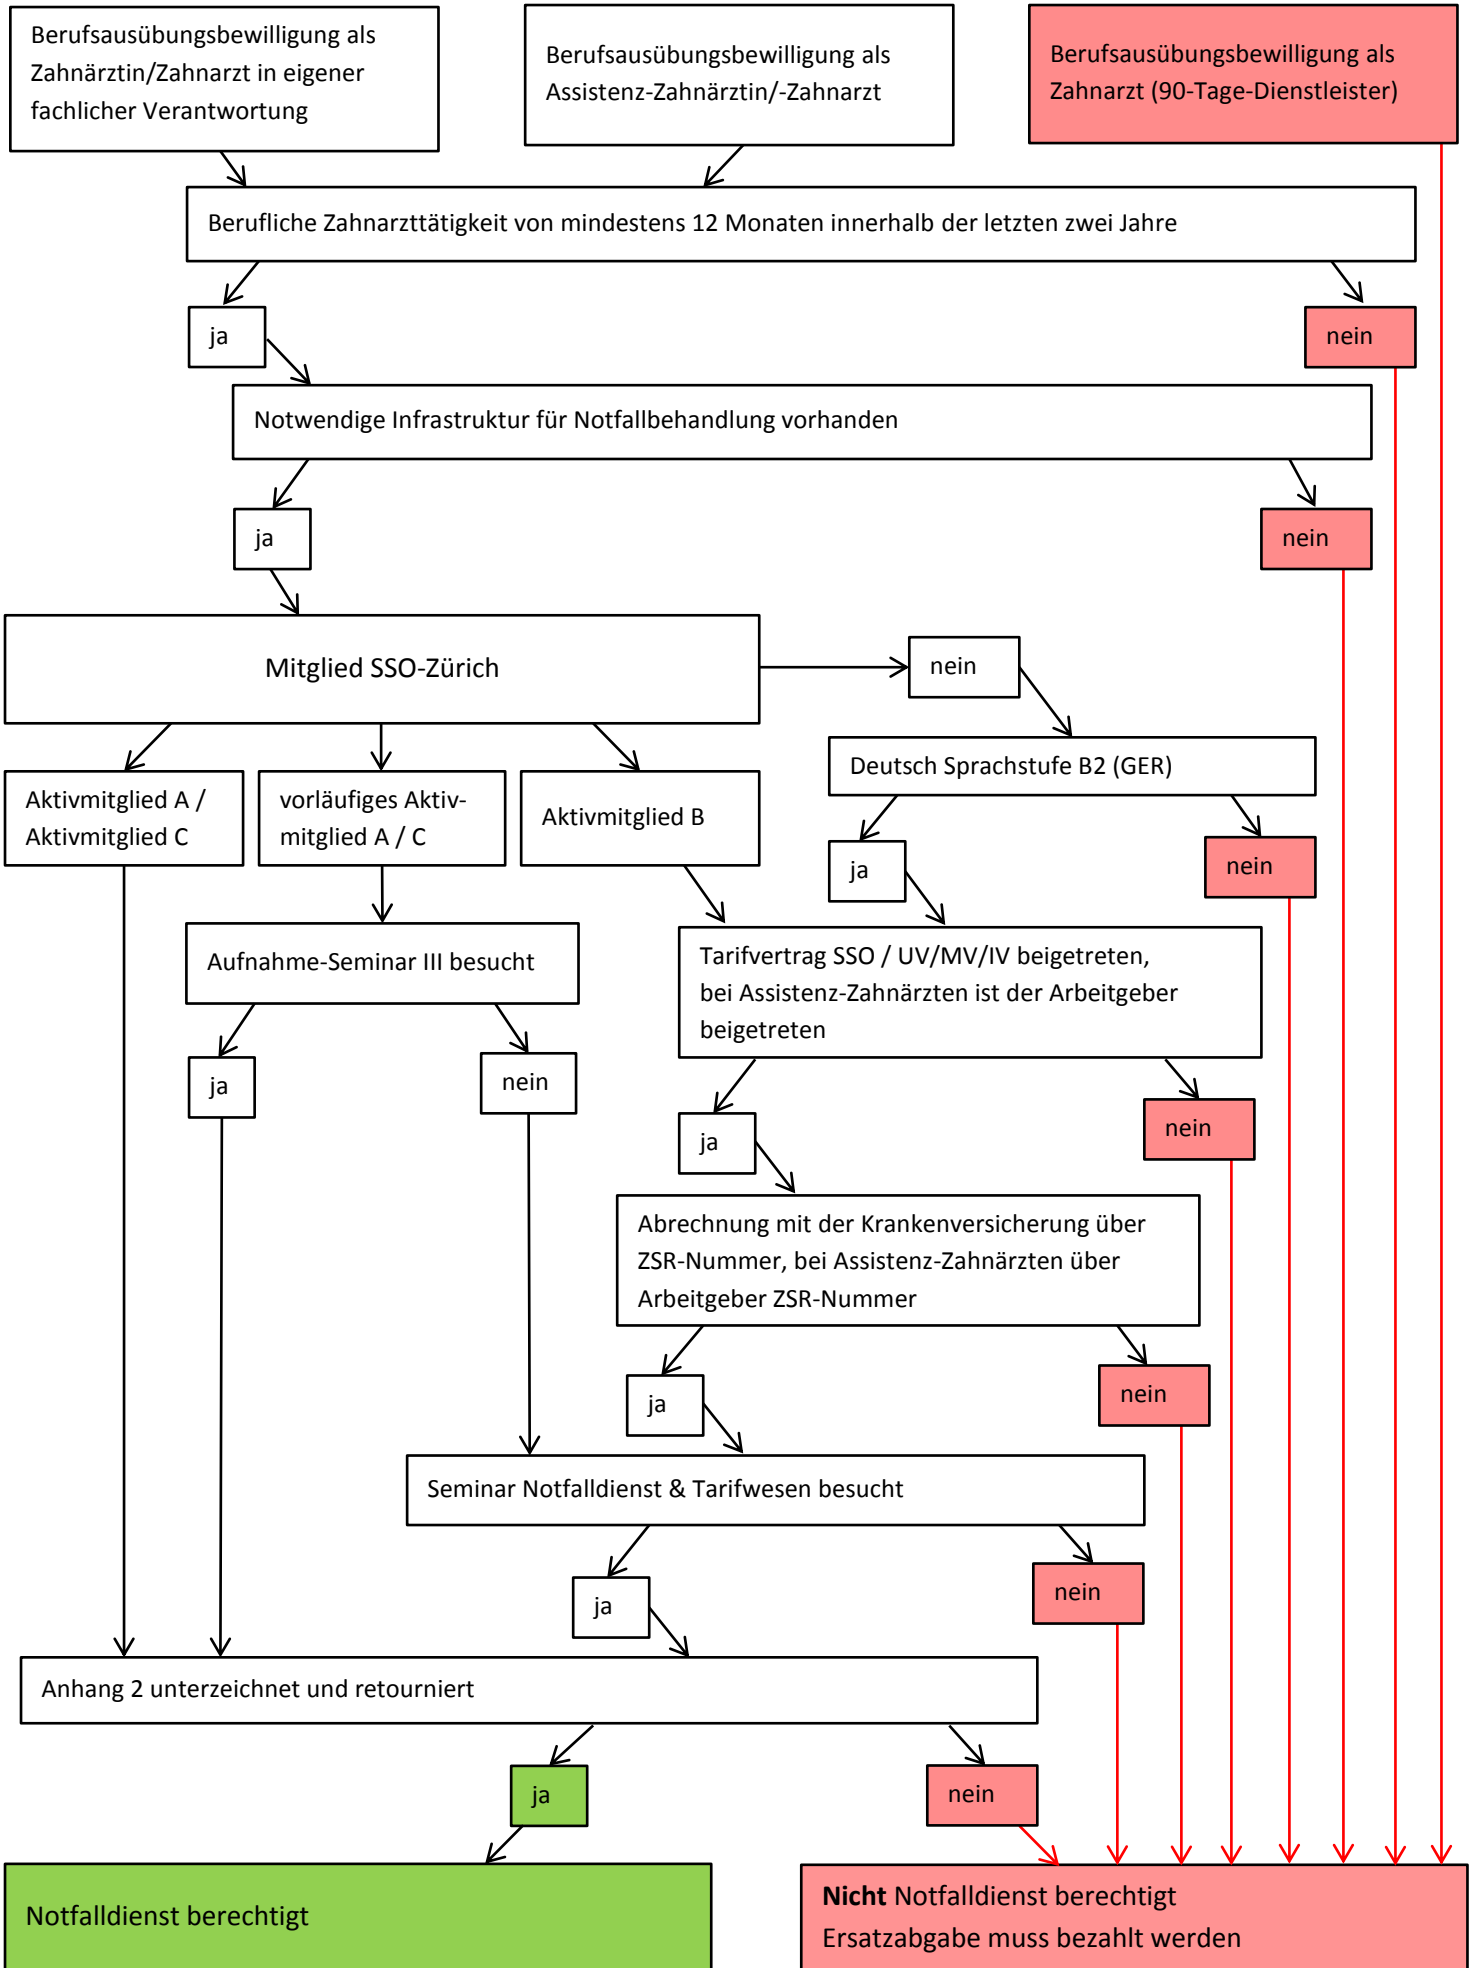 Berufsausübungsbewilligung als
Zahnärztin/Zahnarzt in eigener
fachlicher Verantwortung
Berufsausübungsbewilligung als
Assistenz-Zahnärztin/-Zahnarzt
Berufsausübungsbewilligung als
Zahnarzt (90-Tage-Dienstleister)
Berufliche Zahnarzttätigkeit von mindestens 12 Monaten innerhalb der letzten zwei Jahre
ja
nein
Notwendige Infrastruktur für Notfallbehandlung vorhanden
ja
nein
Mitglied SSO-Zürich
nein
Deutsch Sprachstufe B2 (GER)
Aktivmitglied A /
Aktivmitglied C
vorläufiges Aktiv-
mitglied A / C
Aktivmitglied B
ja
nein
Aufnahme-Seminar III besucht
Tarifvertrag SSO / UV/MV/IV beigetreten,
bei Assistenz-Zahnärzten ist der Arbeitgeber
beigetreten
ja
nein
ja
nein
Abrechnung mit der Krankenversicherung über
ZSR-Nummer, bei Assistenz-Zahnärzten über
Arbeitgeber ZSR-Nummer
ja
nein
Seminar Notfalldienst & Tarifwesen besucht
ja
nein
Anhang 2 unterzeichnet und retourniert
ja
nein
Notfalldienst berechtigt
Nicht Notfalldienst berechtigt
Ersatzabgabe muss bezahlt werden